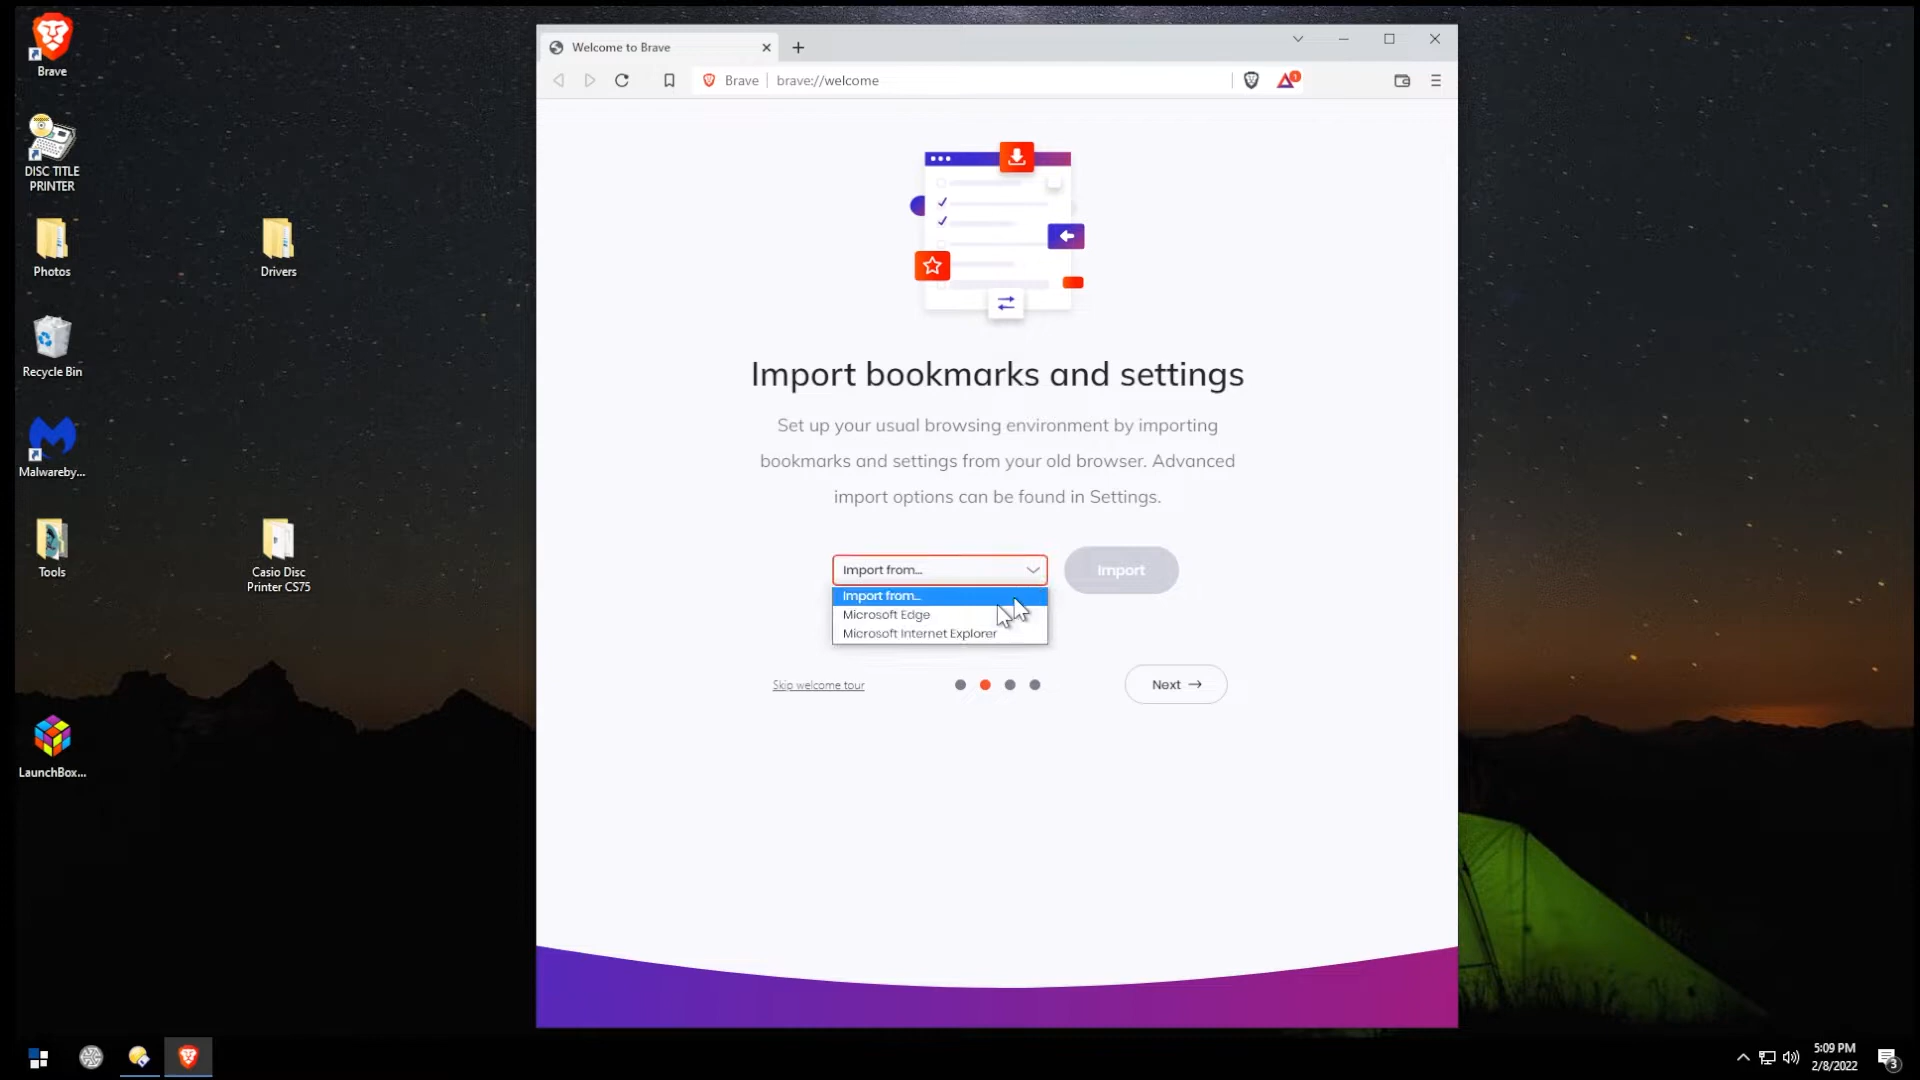 Brave
DISC TITLE
PRINTER
Photos
Drivers
Recycle Bin
Malwareby...
Tools
Casio Disc
Printer CS75
LaunchBox...
Welcome to Brave
Brave
brave://welcome
1
Import bookmarks and settings
Set up your usual browsing environment by importing
bookmarks and settings from your old browser. Advanced
import options can be found in Settings.
Import from...
Import
Import from...
Microsoft Edge
Microsoft Internet Explorer
Skip welcome tour
Next
5:09 PM
2/8/2022
3